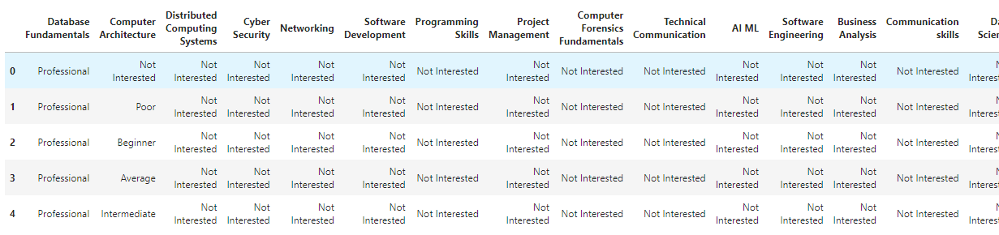 Database Fundamentals Computer Architecture Distributed Computing Systems Cyber Security Networking Software Development Programming Skills Project Management Computer Forensics Fundamentals Technical Communication AI ML Software Engineering Business Analysis Communication skills
0 Professional Not Interested Not Interested Not Interested Not Interested Not Interested Not Interested Not Interested Not Interested Not Interested Not Interested Not Interested Not Interested Not Interested
1 Professional Poor Not Interested Not Interested Not Interested Not Interested Not Interested Not Interested Not Interested Not Interested Not Interested Not Interested Not Interested Not Interested
2 Professional Beginner Not Interested Not Interested Not Interested Not Interested Not Interested Not Interested Not Interested Not Interested Not Interested Not Interested Not Interested Not Interested
3 Professional Average Not Interested Not Interested Not Interested Not Interested Not Interested Not Interested Not Interested Not Interested Not Interested Not Interested Not Interested Not Interested
4 Professional Intermediate Not Interested Not Interested Not Interested Not Interested Not Interested Not Interested Not Interested Not Interested Not Interested Not Interested Not Interested Not Interested